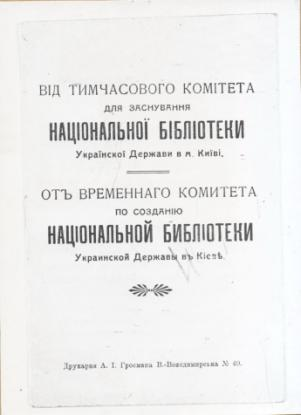 ВІД ТИМЧАСОВОГО КОМІТЕТА
ДЛЯ ЗАСНУВАННЯ
НАЦІОНАЛЬНОЇ БІБЛІОТЕКИ
Української Держави в м. Київі.
ОТЪ ВРЕМЕННАГО КОМИТЕТА
ПО СОЗДАНІЮ
НАЦІОНАЛЬНОЙ БИБЛІОТЕКИ
Украинской Державы въ Кіевѣ.
Друкарня А. І. Гросмана В.-Володимирська № 40.